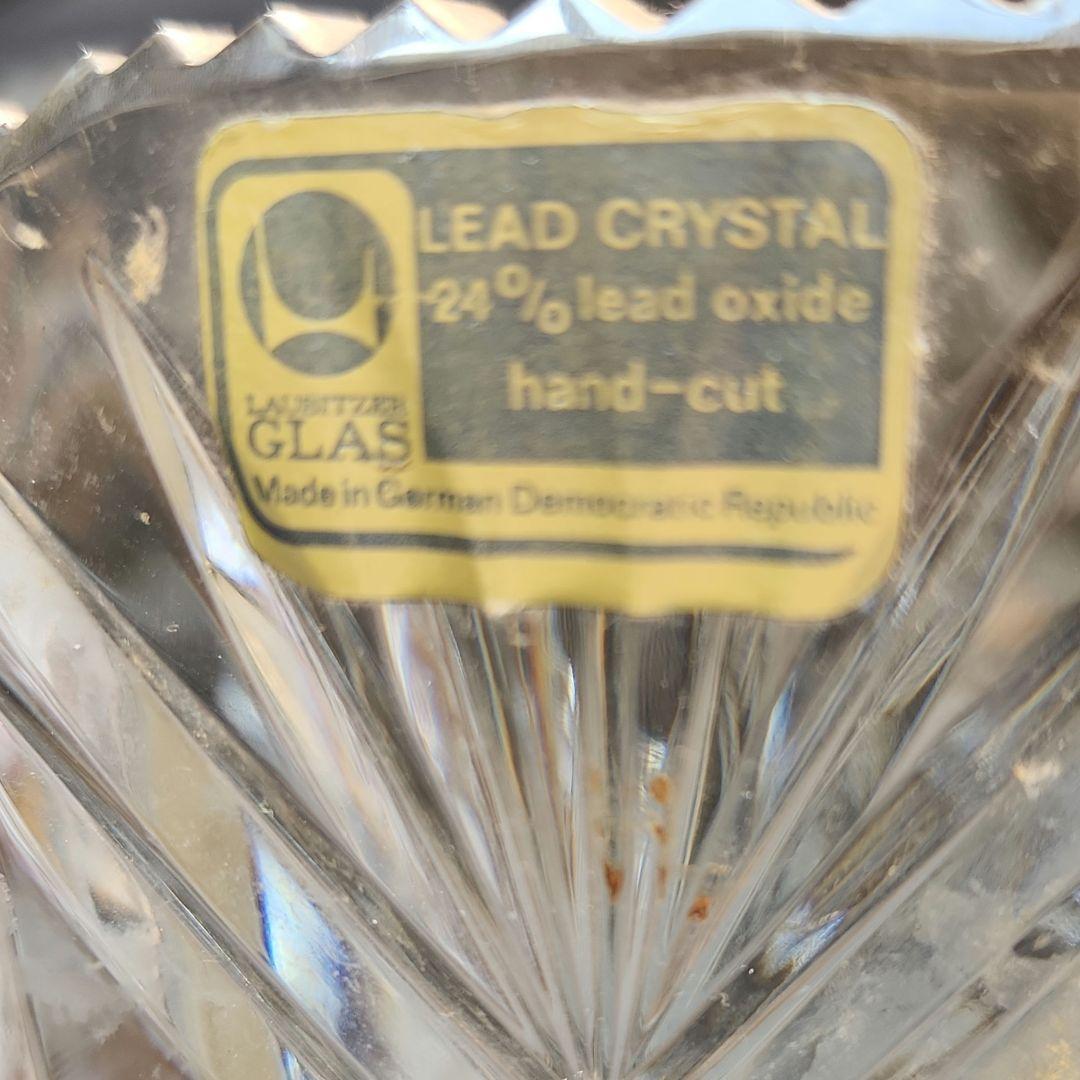 LEAD CRYSTAL
24% lead oxide
hand-cut
LAUSITZER
GLAS
Made in German Democratic Republic